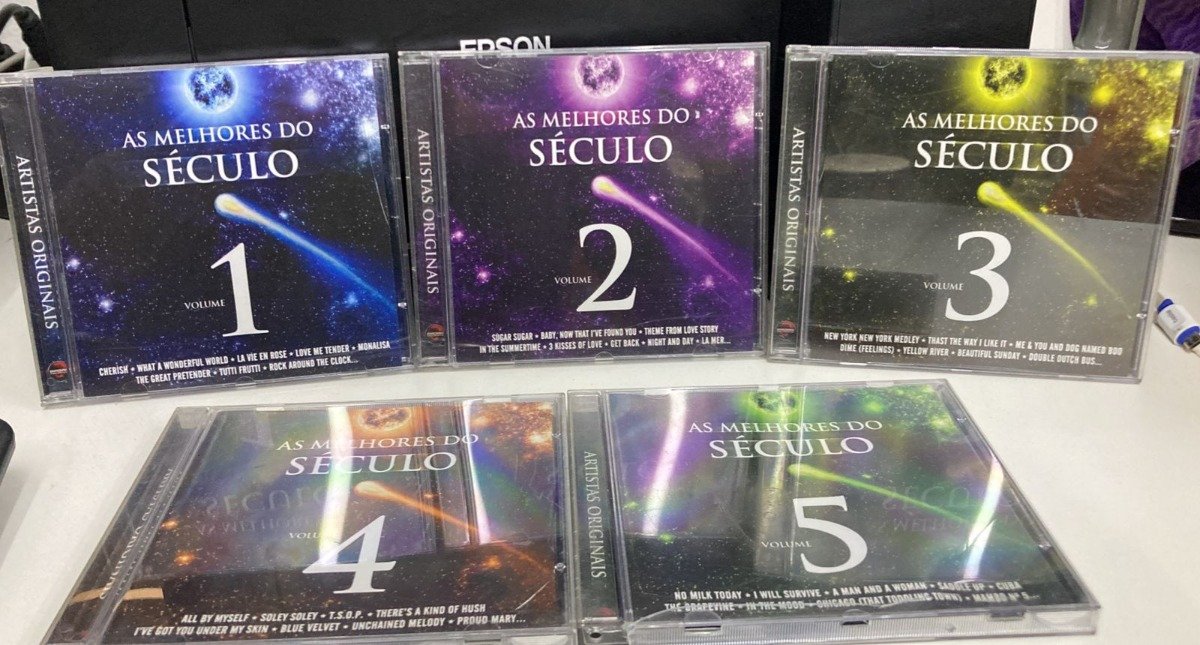 EPSON
ARTISTAS ORIGINAIS
AS MELHORES DO
SÉCULO
VOLUME 1
CHERISH • WHAT A WONDERFUL WORLD • LA VIE EN ROSE • LOVE ME TENDER • MONALISA
THE GREAT PRETENDER • TUTTI FRUTTI • ROCK AROUND THE CLOCK...
ARTISTAS ORIGINAIS
AS MELHORES DO
SÉCULO
VOLUME 2
SUGAR SUGAR • BABY, NOW THAT I'VE FOUND YOU • THEME FROM LOVE STORY
IN THE SUMMERTIME • 3 KISSES OF LOVE • GET BACK • NIGHT AND DAY • LA MER...
ARTISTAS ORIGINAIS
AS MELHORES DO
SÉCULO
VOLUME 3
NEW YORK NEW YORK MEDLEY • THAST THE WAY I LIKE IT • ME & YOU AND DOG NAMED BOO
DIME (FEELINGS) • YELLOW RIVER • BEAUTIFUL SUNDAY • DOUBLE DUTCH BUS...
AS MELHORES DO
SÉCULO
VOLUME 4
ALL BY MYSELF • SOLEY SOLEY • T.S.O.P. • THERE'S A KIND OF HUSH
I'VE GOT YOU UNDER MY SKIN • BLUE VELVET • UNCHAINED MELODY • PROUD MARY...
ARTISTAS ORIGINAIS
AS MELHORES DO
SÉCULO
VOLUME 5
NO MILK TODAY • I WILL SURVIVE • A MAN AND A WOMAN • SADDLE UP • CUBA
THE GRAPEVINE • IN THE MOOD • CHICAGO (THAT TODDLING TOWN) • MAMBO Nº 5...